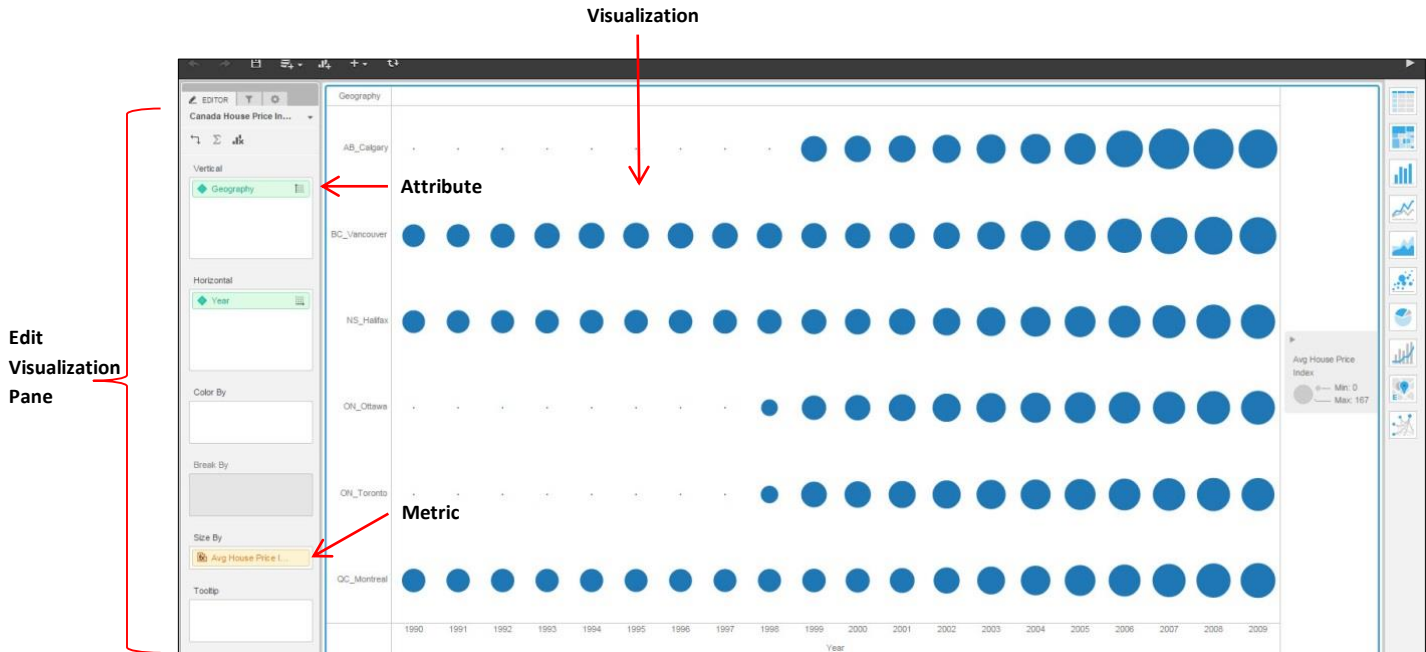 Visualization
EDITOR
Canada House Price In...
Vertical
Geography
Attribute
Horizontal
Year
Edit
Visualization
Pane
Color By
Break By
Metric
Size By
Avg House Price I...
Tooltip
Geography
AB_Calgary
BC_Vancouver
NS_Halifax
ON_Ottawa
ON_Toronto
QC_Montreal
1990 1991 1992 1993 1994 1995 1996 1997 1998 1999 2000 2001 2002 2003 2004 2005 2006 2007 2008 2009
Year
Avg House Price
Index
Min: 0
Max: 167